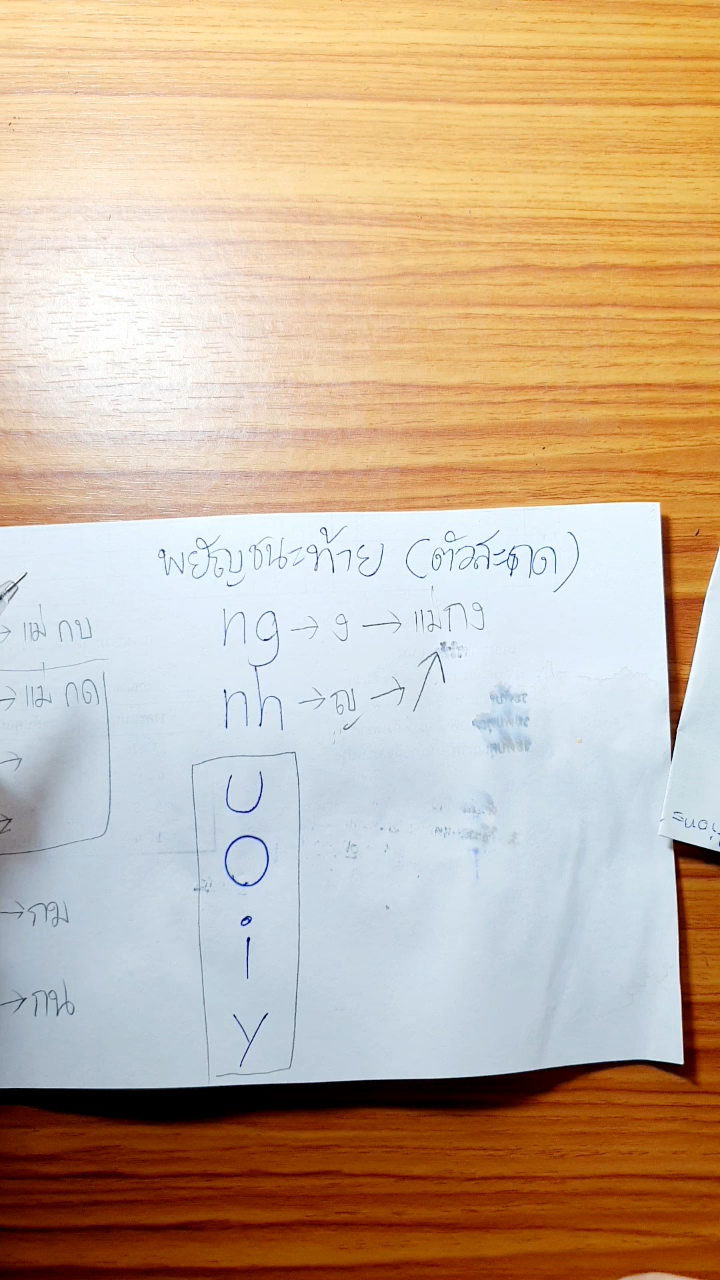 พยัญชนะท้าย (ตัวสะกด)
→ แม่ กบ
→ แม่ กด
→
→
→ กม
→ กน
ng → ง → แม่กง
nh → ญ → ↗
u
o
i
y